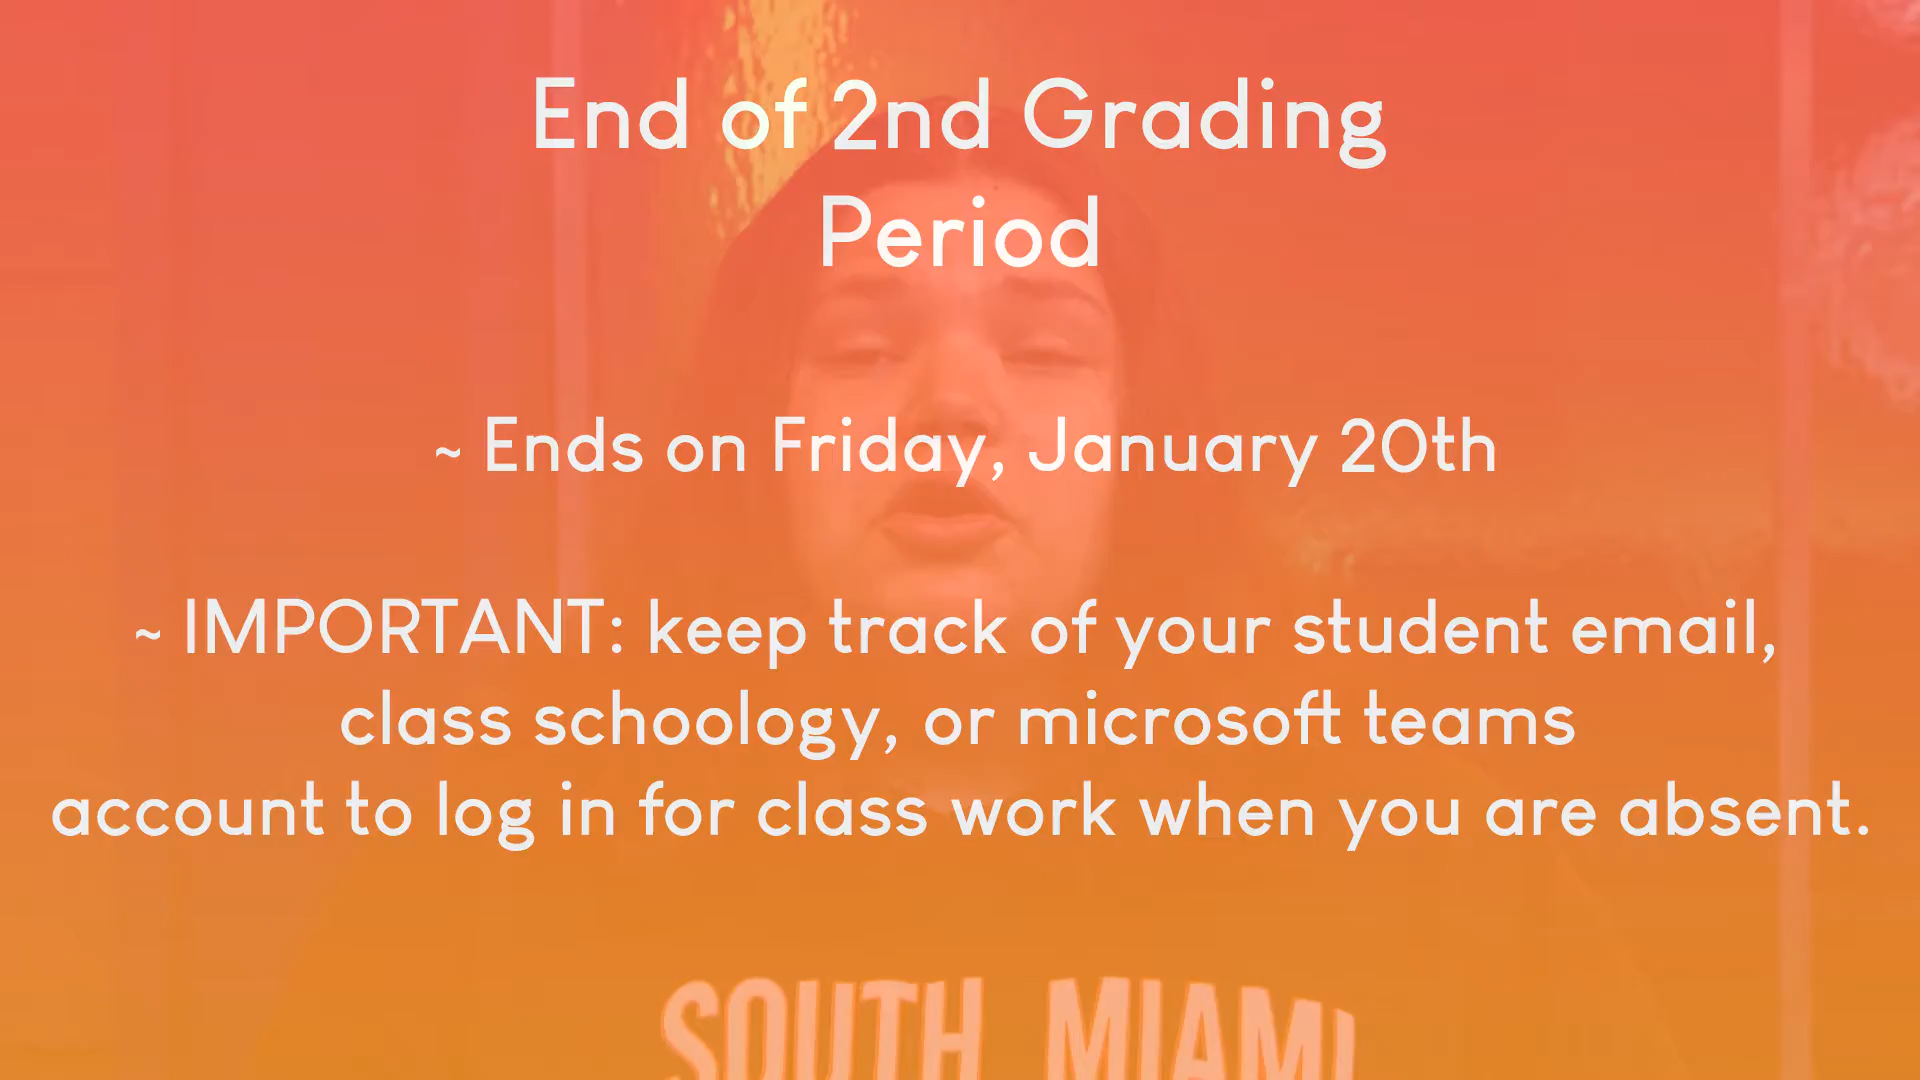 End of 2nd Grading
Period
~ Ends on Friday, January 20th
~ IMPORTANT: keep track of your student email,
class schoology, or microsoft teams
account to log in for class work when you are absent.
SOUTH MIAMI